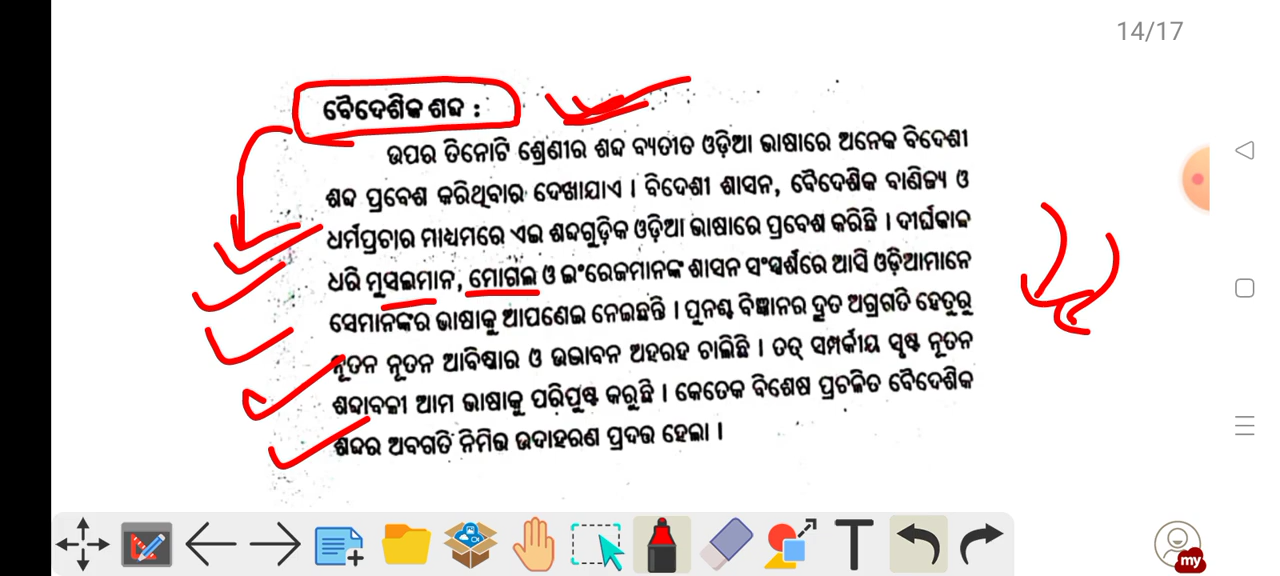 14/17
ବୈଦେଶିକ ଶବ୍ଦ :
ଉପର ତିନୋଟି ଶ୍ରେଣୀର ଶବ୍ଦ ବ୍ୟତୀତ ଓଡ଼ିଆ ଭାଷାରେ ଅନେକ ବିଦେଶୀ
ଶବ୍ଦ ପ୍ରବେଶ କରିଥିବାର ଦେଖାଯାଏ । ବିଦେଶୀ ଶାସନ, ବୈଦେଶିକ ବାଣିଜ୍ୟ ଓ
ଧର୍ମପ୍ରଚାର ମାଧ୍ୟମରେ ଏଇ ଶବ୍ଦଗୁଡ଼ିକ ଓଡ଼ିଆ ଭାଷାରେ ପ୍ରବେଶ କରିଛି । ଦୀର୍ଘକାଳ
ଧରି ମୁସଲମାନ, ମୋଗଲ ଓ ଇଂରେଜମାନଙ୍କ ଶାସନ ସଂସ୍ପର୍ଶରେ ଆସି ଓଡ଼ିଆମାନେ
ସେମାନଙ୍କର ଭାଷାକୁ ଆପଣେଇ ନେଇଛନ୍ତି । ପୁନଶ୍ଚ ବିଜ୍ଞାନର ଦ୍ରୁତ ଅଗ୍ରଗତି ହେତୁରୁ
ନୂତନ ନୂତନ ଆବିଷ୍କାର ଓ ଉଦ୍ଭାବନ ଅହରହ ଚାଲିଛି । ତତ୍ ସମ୍ପର୍କୀୟ ସୃଷ୍ଟ ନୂତନ
ଶବ୍ଦାବଳୀ ଆମ ଭାଷାକୁ ପରିପୁଷ୍ଟ କରୁଛି । କେତେକ ବିଶେଷ ପ୍ରଚଳିତ ବୈଦେଶିକ
ଶବ୍ଦର ଅବଗତି ନିମିତ୍ତ ଉଦାହରଣ ପ୍ରଦତ୍ତ ହେଲା ।
T
my